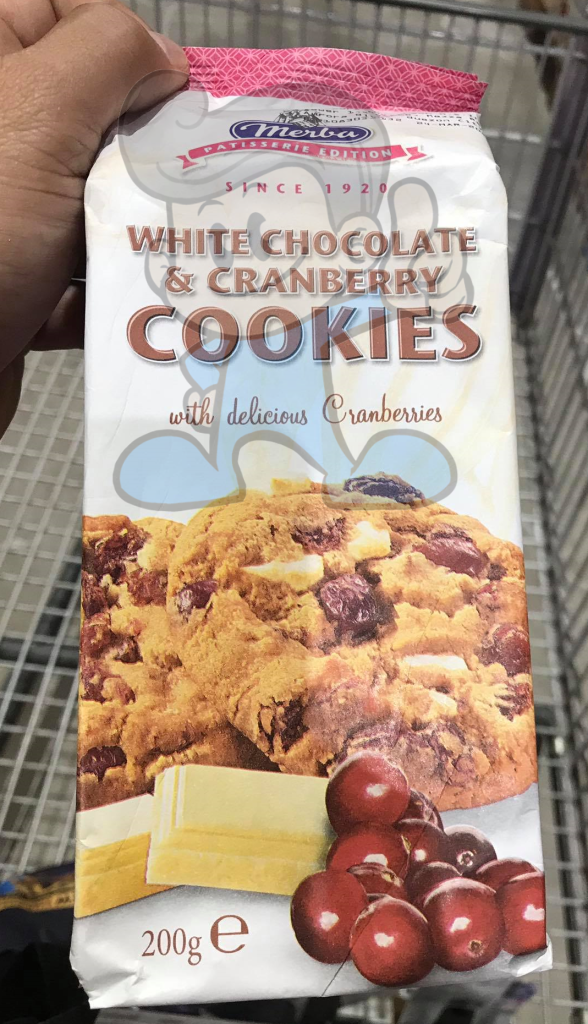 Merba
PATISSERIE EDITION
SINCE 1920
WHITE CHOCOLATE
& CRANBERRY
COOKIES
with delicious Cranberries
200g e